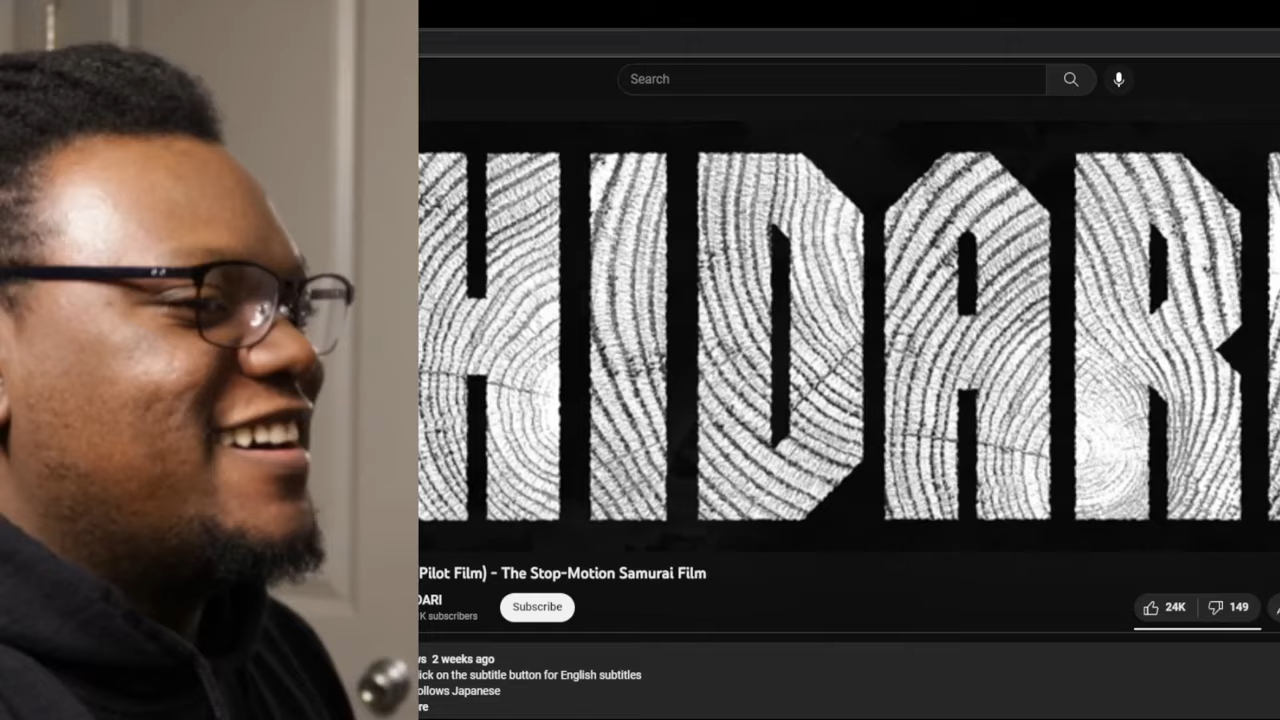 Search
HIDARI
Pilot Film) - The Stop-Motion Samurai Film
DARI
K subscribers
Subscribe
24K
149
2 weeks ago
ick on the subtitle button for English subtitles
ollows Japanese
re